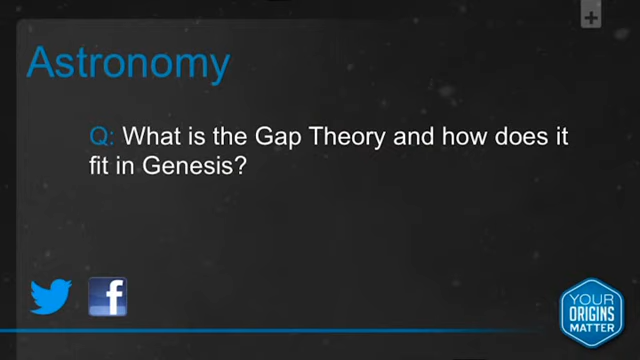 Astronomy
Q: What is the Gap Theory and how does it
fit in Genesis?
YOUR
ORIGINS
MATTER